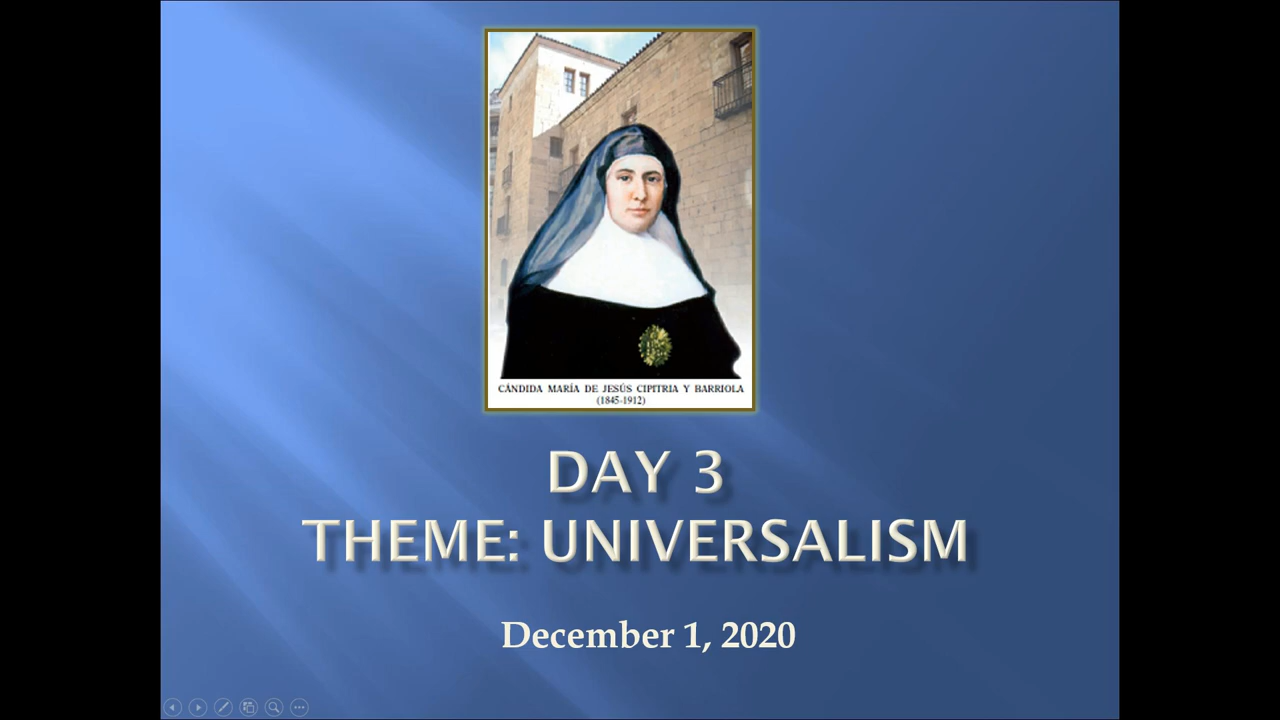 CÁNDIDA MARÍA DE JESÚS CIPITRIA Y BARRIOLA
(1845-1912)
DAY 3
THEME: UNIVERSALISM
December 1, 2020